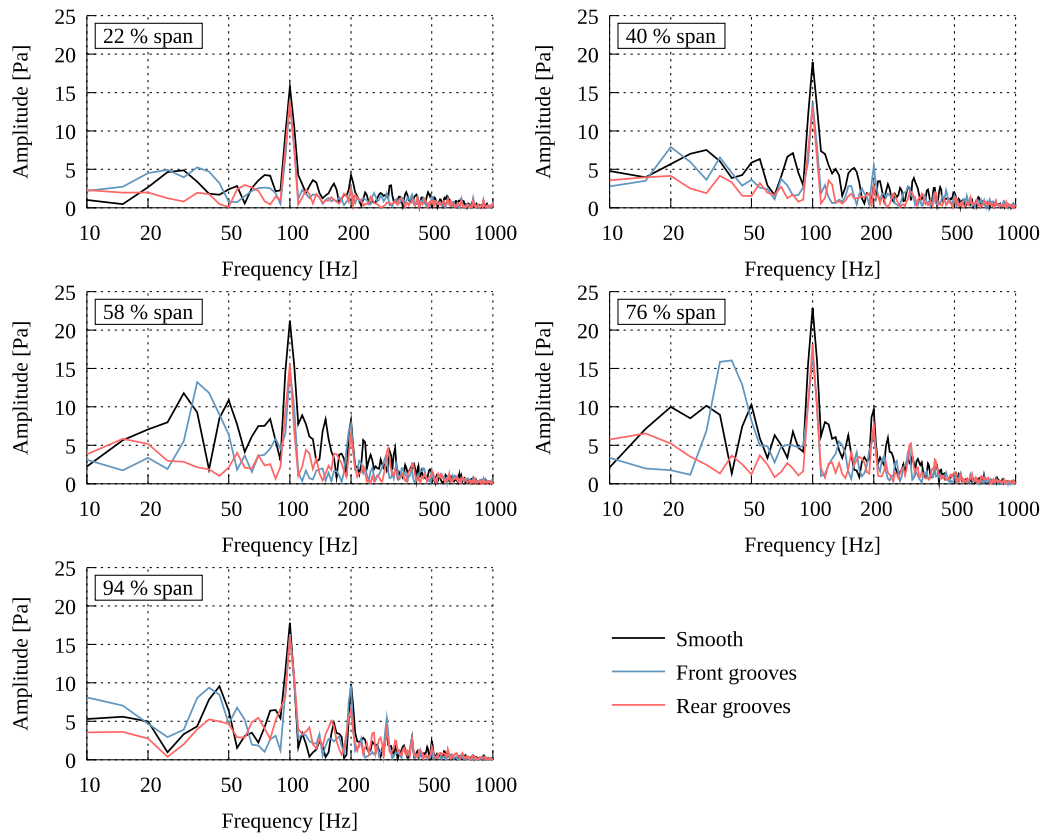 22 % span
Amplitude [Pa]
25
20
15
10
5
0
10 20 50 100 200 500 1000
Frequency [Hz]
40 % span
Amplitude [Pa]
25
20
15
10
5
0
10 20 50 100 200 500 1000
Frequency [Hz]
58 % span
Amplitude [Pa]
25
20
15
10
5
0
10 20 50 100 200 500 1000
Frequency [Hz]
76 % span
Amplitude [Pa]
25
20
15
10
5
0
10 20 50 100 200 500 1000
Frequency [Hz]
94 % span
Amplitude [Pa]
25
20
15
10
5
0
10 20 50 100 200 500 1000
Frequency [Hz]
Smooth
Front grooves
Rear grooves